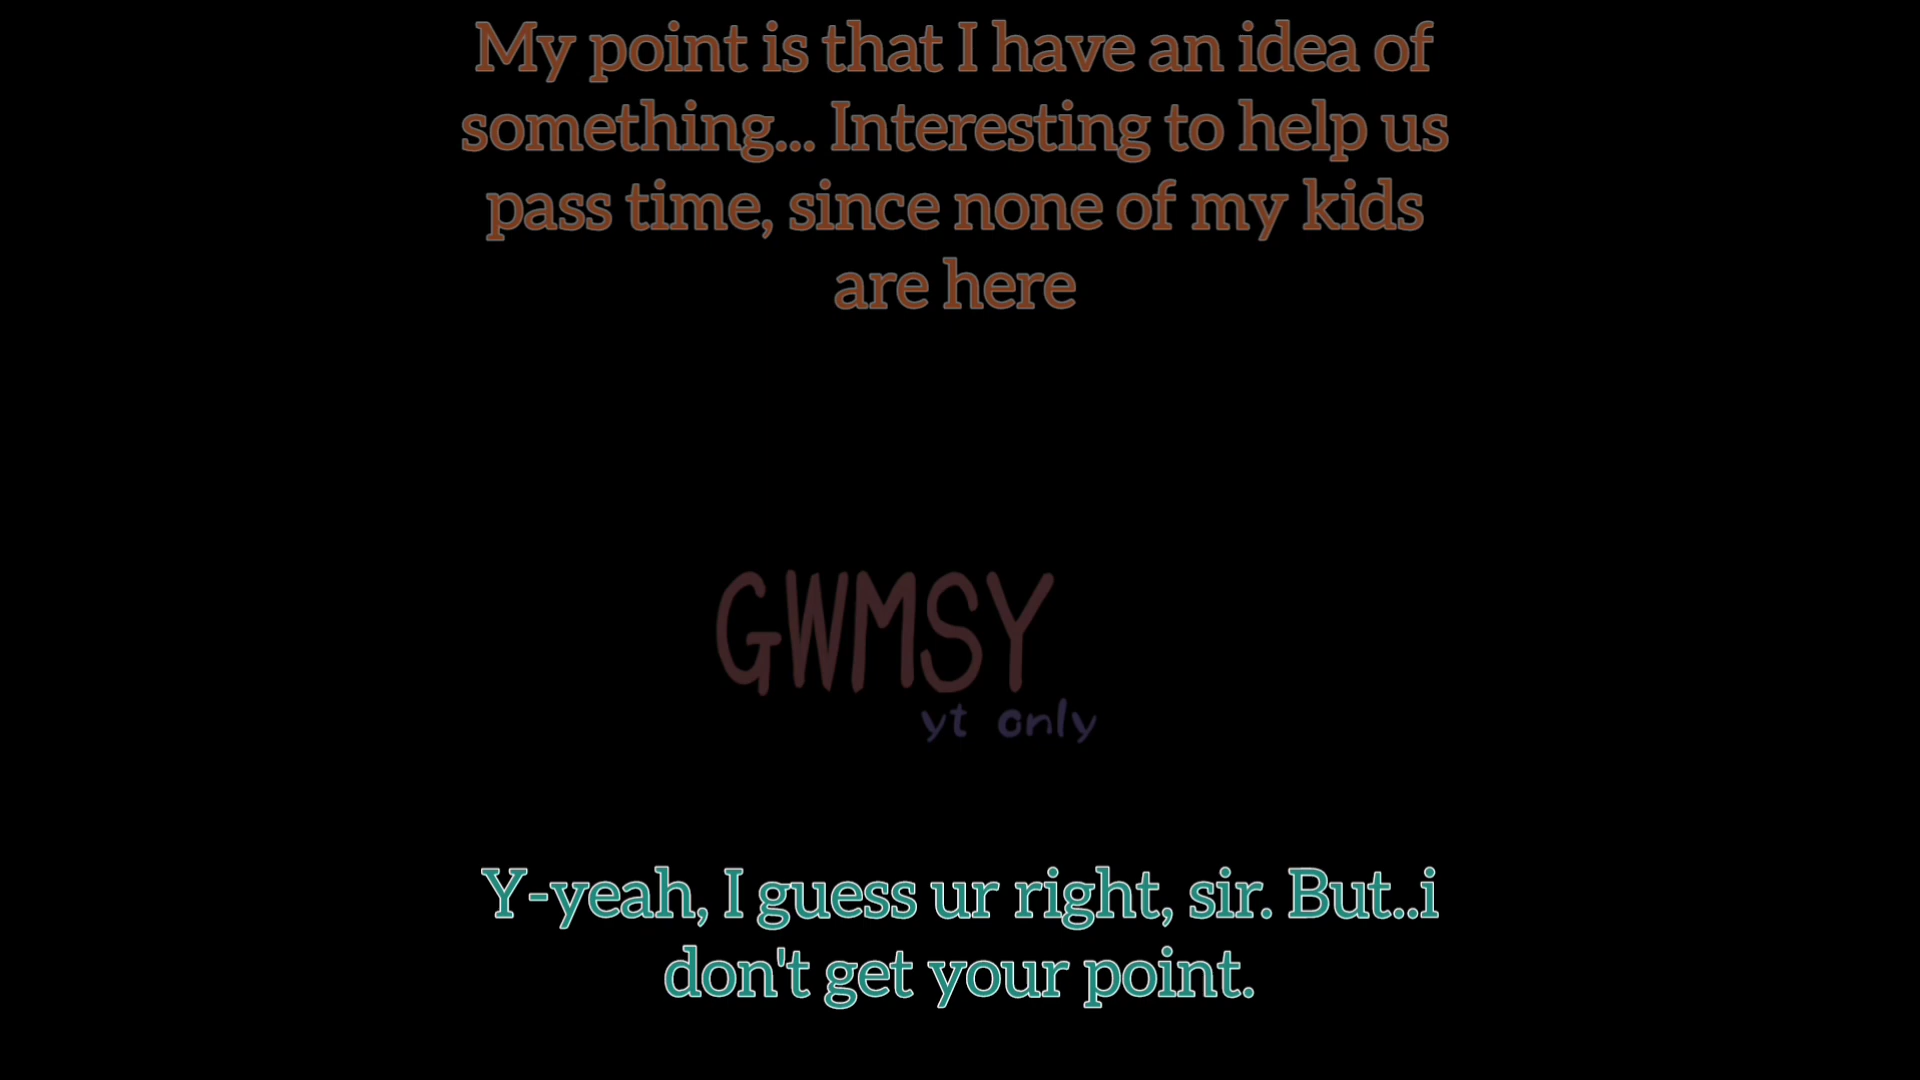 My point is that I have an idea of
something... Interesting to help us
pass time, since none of my kids
are here
GWMSY
yt only
Y-yeah, I guess ur right, sir. But..i
don't get your point.